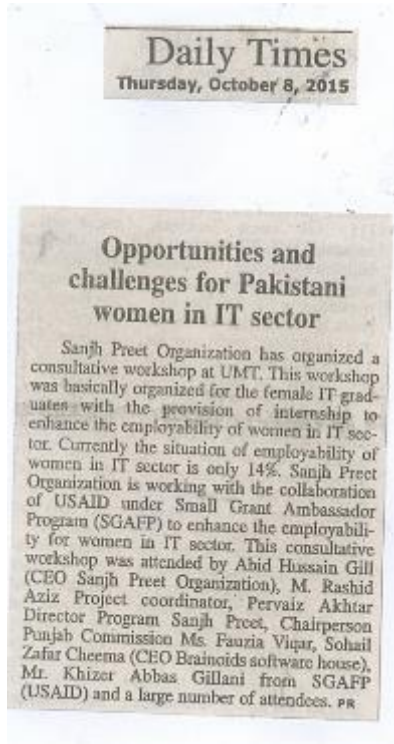 Daily Times
Thursday, October 8, 2015
Opportunities and
challenges for Pakistani
women in IT sector
Sanjh Preet Organization has organized a
consultative workshop at UMT. This workshop
was basically organized for the female IT grad-
uates with the provision of internship to
enhance the employability of women in IT sec-
tor. Currently the situation of employability of
women in IT sector is only 14%. Sanjh Preet
Organization is working with the collaboration
of USAID under Small Grant Ambassador
Program (SGAFP) to enhance the employabili-
ty for women in IT sector. This consultative
workshop was attended by Abid Hussain Gill
(CEO Sanjh Preet Organization), M. Rashid
Aziz Project coordinator, Pervaiz Akhtar
Director Program Sanjh Preet, Chairperson
Punjab Commission Ms. Fauzia Viqar, Sohail
Zafar Cheema (CEO Brainoids software house),
Mr. Khizer Abbas Gillani from SGAFP
(USAID) and a large number of attendees. PR